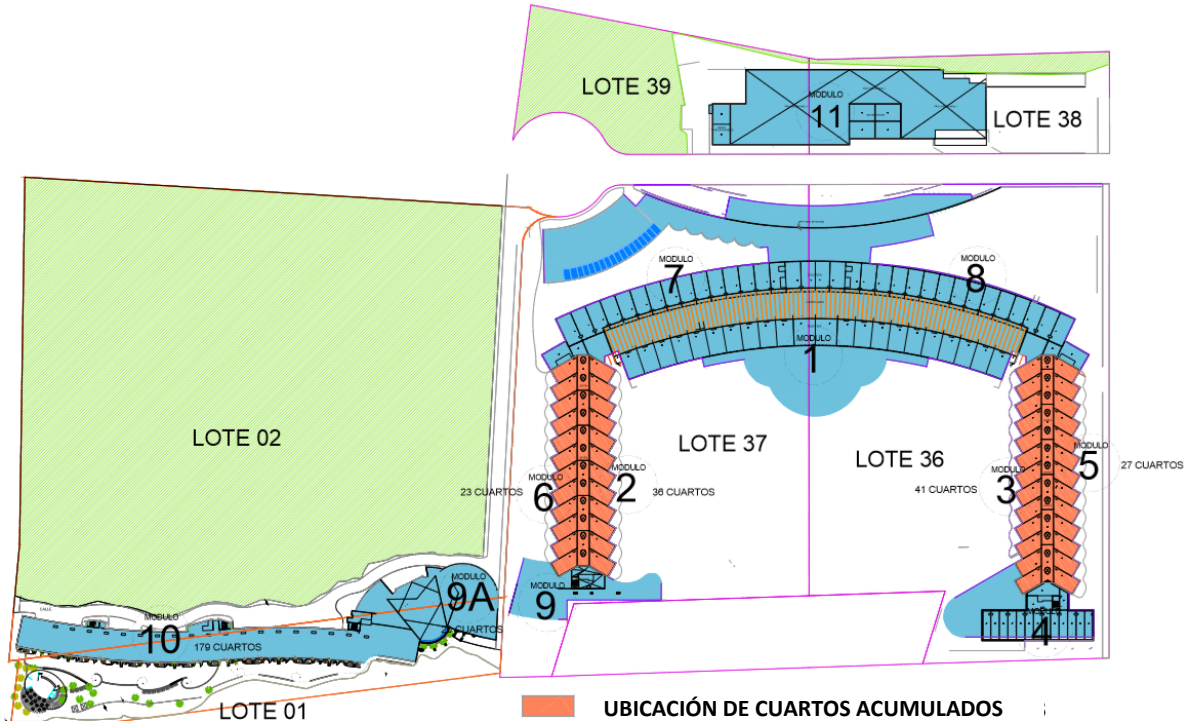 LOTE 39
MODULO
11
LOTE 38
MODULO
7
MODULO
8
MODULO
1
LOTE 02
LOTE 37
LOTE 36
MODULO
6
23 CUARTOS
MODULO
2
36 CUARTOS
MODULO
3
41 CUARTOS
MODULO
5
27 CUARTOS
MODULO
9A
CUARTOS
MODULO
9
MODULO
4
CALLE
MODULO
10
179 CUARTOS
LOTE 01
UBICACIÓN DE CUARTOS ACUMULADOS